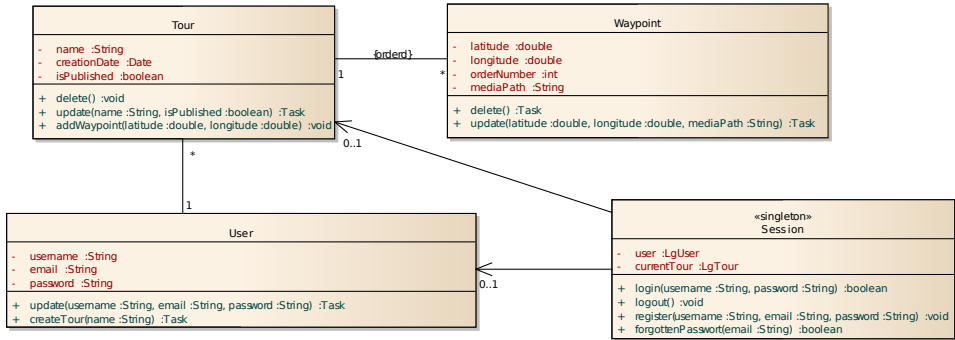 Tour
- name :String
- creationDate :Date
- isPublished :boolean
+ delete() :void
+ update(name :String, isPublished :boolean) :Task
+ addWaypoint(latitude :double, longitude :double) :void
{orderd}
1
*
Waypoint
- latitude :double
- longitude :double
- orderNumber :int
- mediaPath :String
+ delete() :Task
+ update(latitude :double, longitude :double, mediaPath :String) :Task
0..1
*
1
User
- username :String
- email :String
- password :String
+ update(username :String, email :String, password :String) :Task
+ createTour(name :String) :Task
0..1
«singleton»
Session
- user :LgUser
- currentTour :LgTour
+ login(username :String, password :String) :boolean
+ logout() :void
+ register(username :String, email :String, password :String) :void
+ forgottenPasswort(email :String) :boolean